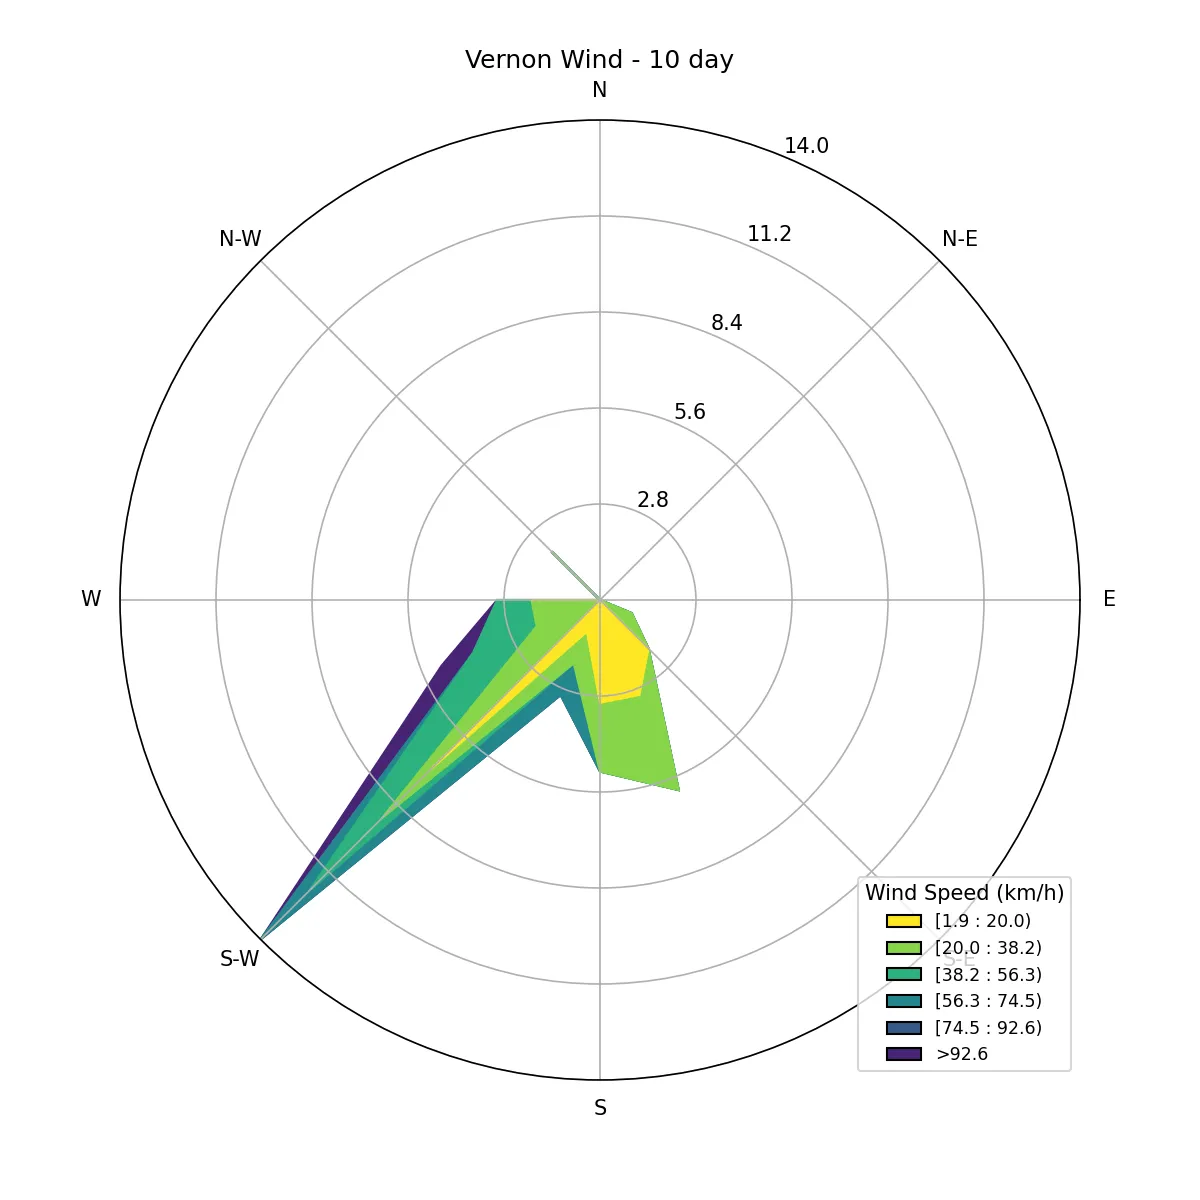 Vernon Wind - 10 day
N
14.0
N-W
11.2
N-E
8.4
5.6
2.8
W
E
S-W
S-E
S
Wind Speed (km/h)
[1.9 : 20.0)
[20.0 : 38.2)
[38.2 : 56.3)
[56.3 : 74.5)
[74.5 : 92.6)
>92.6